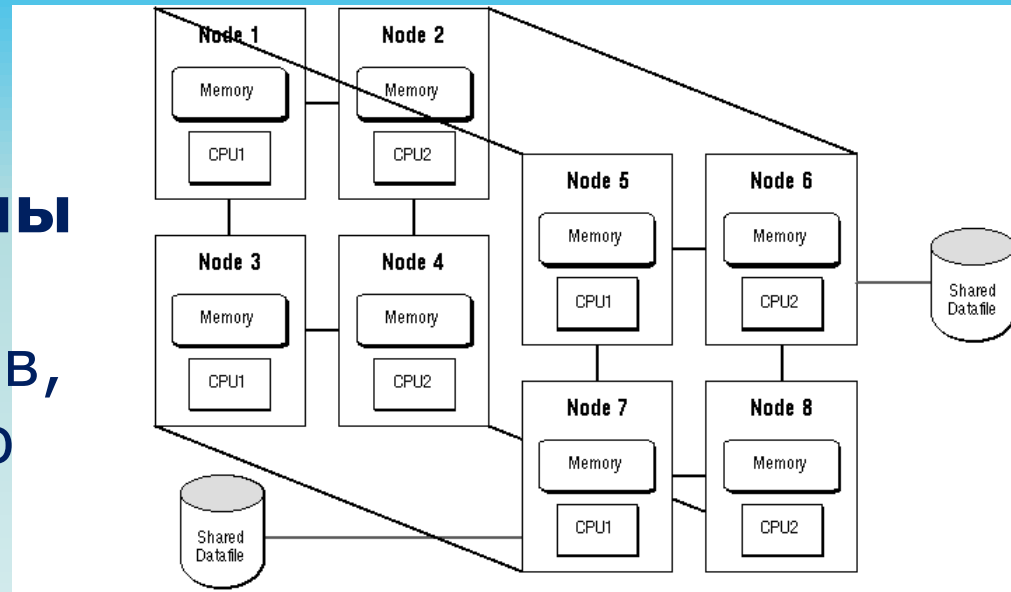 ы
в,
Node 1
Memory
CPU1
Node 2
Memory
CPU2
Node 3
Memory
CPU1
Node 4
Memory
CPU2
Node 5
Memory
CPU1
Node 6
Memory
CPU2
Node 7
Memory
CPU1
Node 8
Memory
CPU2
Shared
Datafile
Shared
Datafile